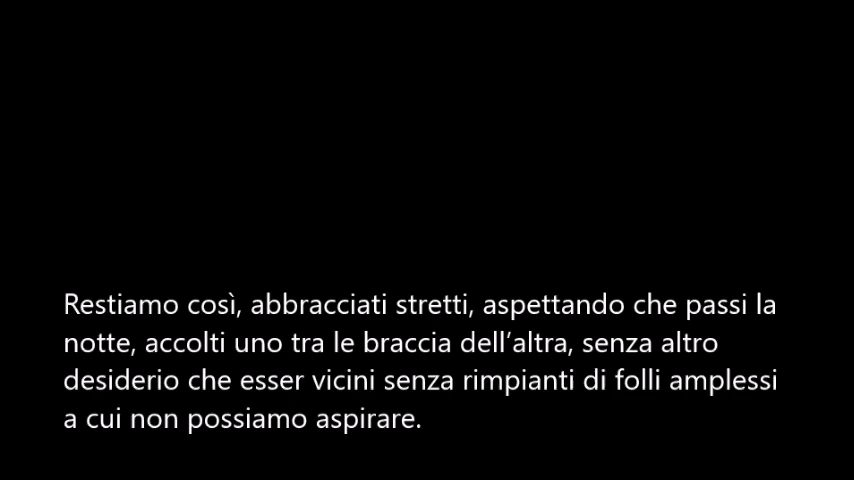 Restiamo così, abbracciati stretti, aspettando che passi la
notte, accolti uno tra le braccia dell’altra, senza altro
desiderio che esser vicini senza rimpianti di folli amplessi
a cui non possiamo aspirare.